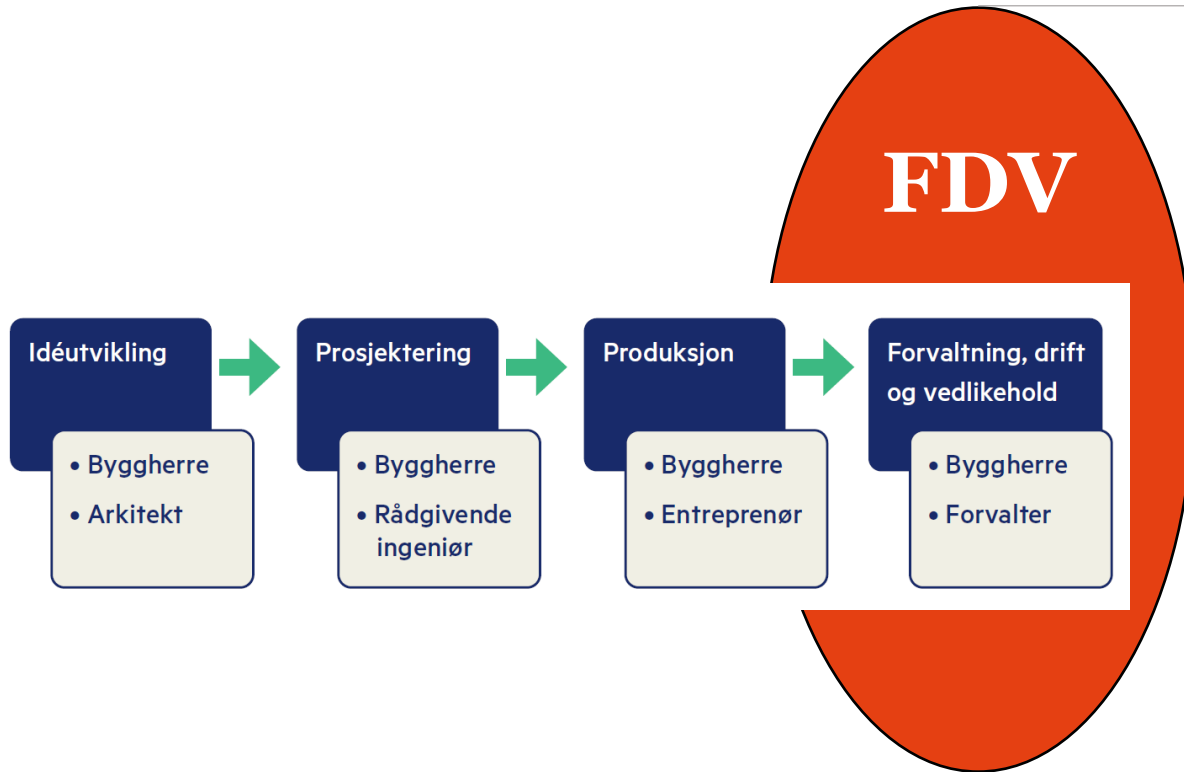 FDV
Idéutvikling
• Byggherre
• Arkitekt
Prosjektering
• Byggherre
• Rådgivende
ingeniør
Produksjon
• Byggherre
• Entreprenør
Forvaltning, drift
og vedlikehold
• Byggherre
• Forvalter